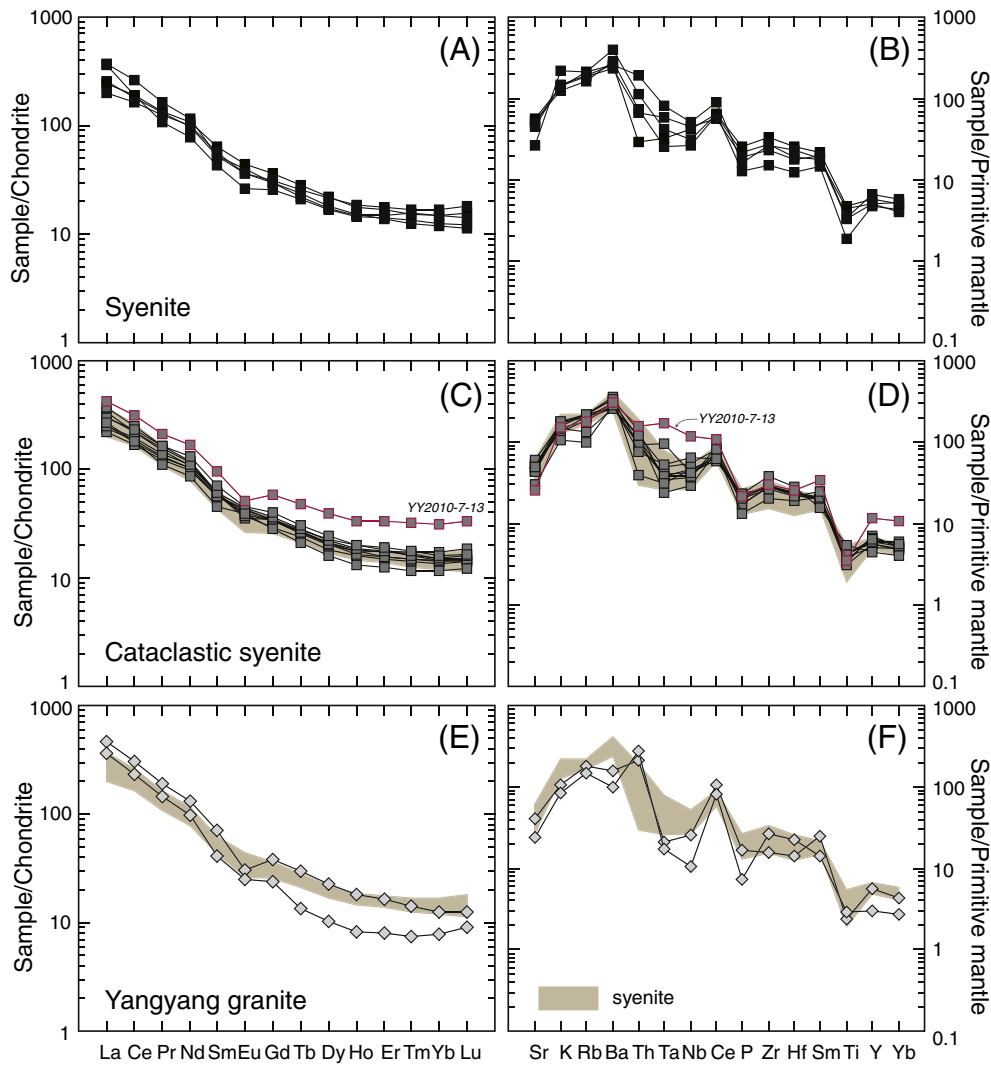 1000 (A) (B) 1000
100 100
10 10
1
1 0.1
Sample/Chondrite
Sample/Primitive mantle
Syenite
1000 (C) (D) 1000
YY2010-7-13
100 100
YY2010-7-13
10 10
1
1 0.1
Sample/Chondrite
Sample/Primitive mantle
Cataclastic syenite
1000 (E) (F) 1000
100 100
10 10
1
1 0.1
Sample/Chondrite
Sample/Primitive mantle
Yangyang granite
syenite
La Ce Pr Nd Sm Eu Gd Tb Dy Ho Er Tm Yb Lu
Sr K Rb Ba Th Ta Nb Ce P Zr Hf Sm Ti Y Yb